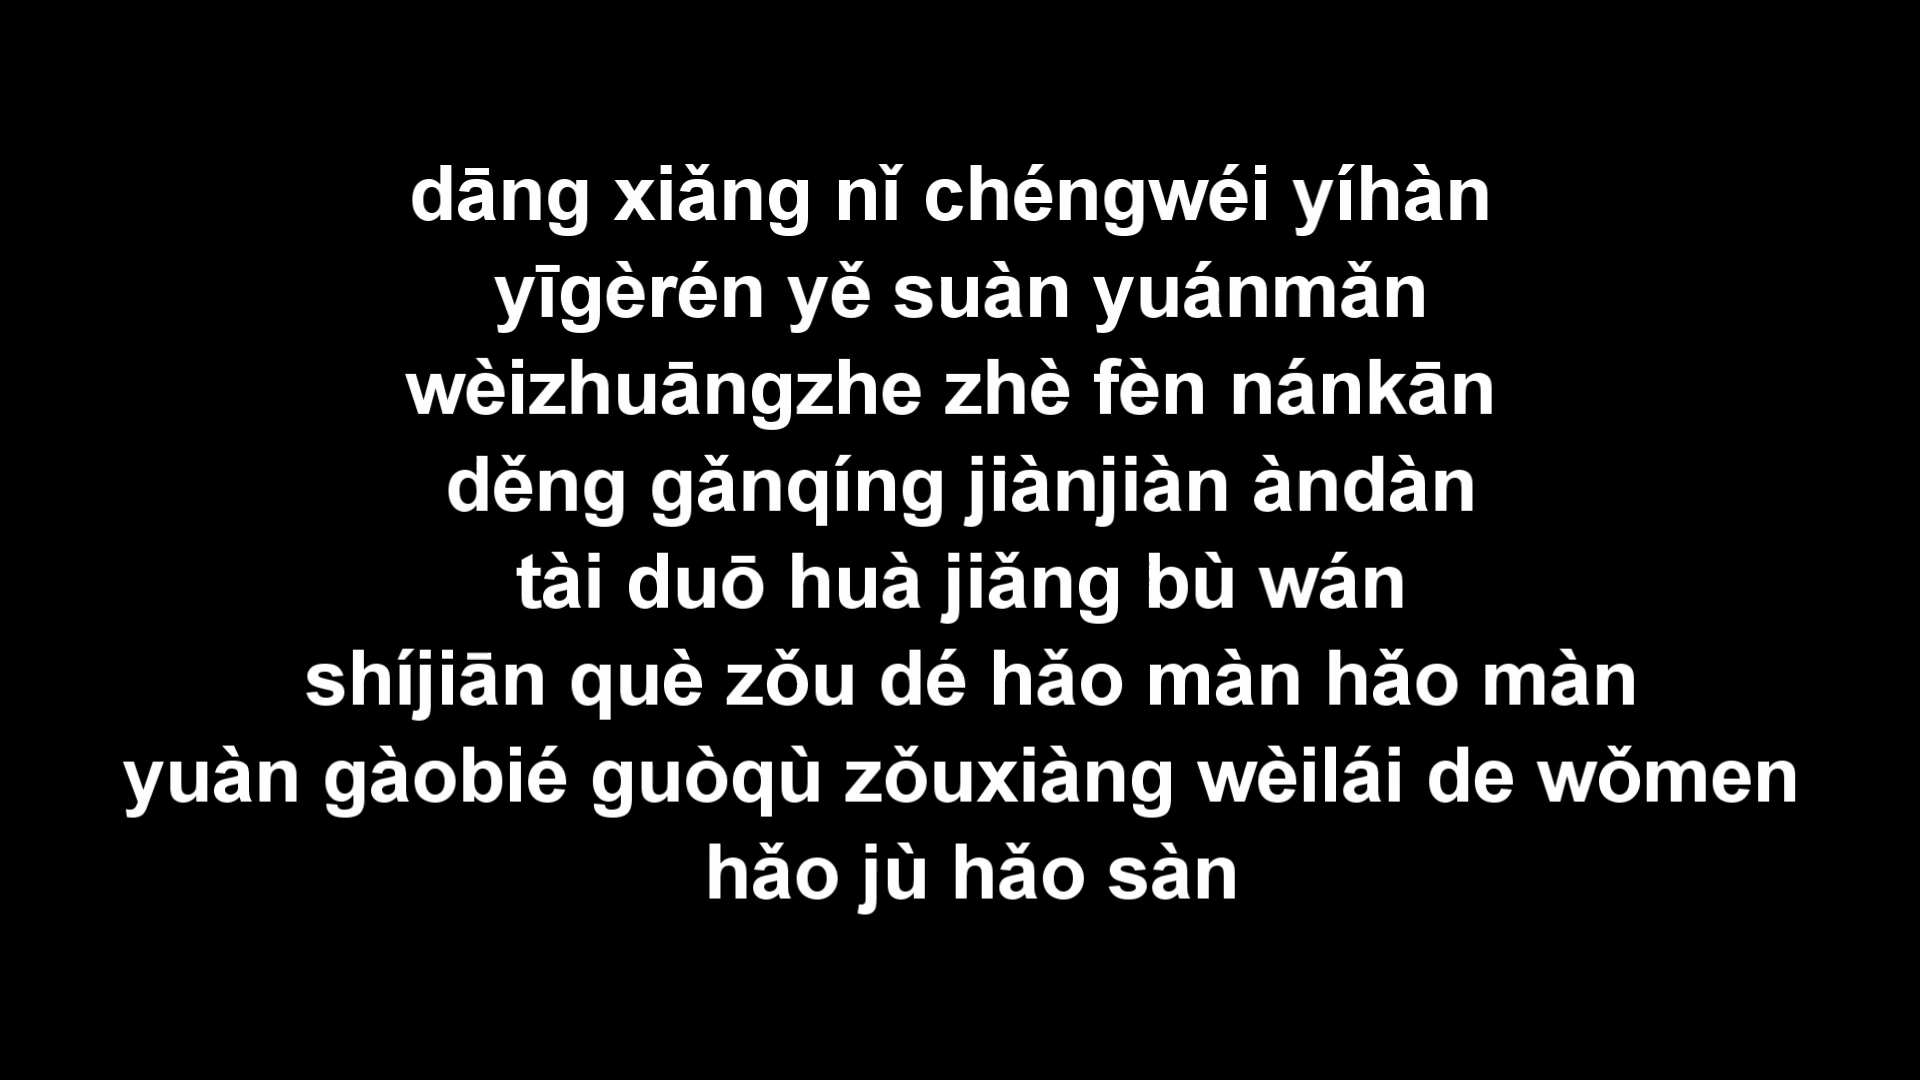 dāng xiǎng nǐ chéngwéi yíhàn
yīgèrén yě suàn yuánmǎn
wèizhuāngzhe zhè fèn nánkān
děng gǎnqíng jiànjiàn àndàn
tài duō huà jiǎng bù wán
shíjiān què zǒu dé hǎo màn hǎo màn
yuàn gàobié guòqù zǒuxiàng wèilái de wǒmen
hǎo jù hǎo sàn